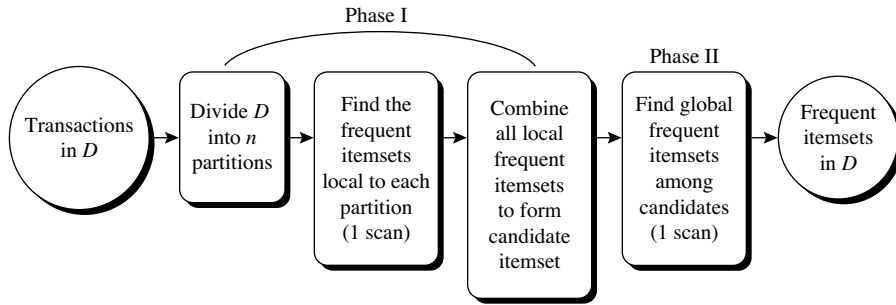 Phase I
Phase II
Transactions
in D
Divide D
into n
partitions
Find the
frequent
itemsets
local to each
partition
(1 scan)
Combine
all local
frequent
itemsets
to form
candidate
itemset
Find global
frequent
itemsets
among
candidates
(1 scan)
Frequent
itemsets
in D